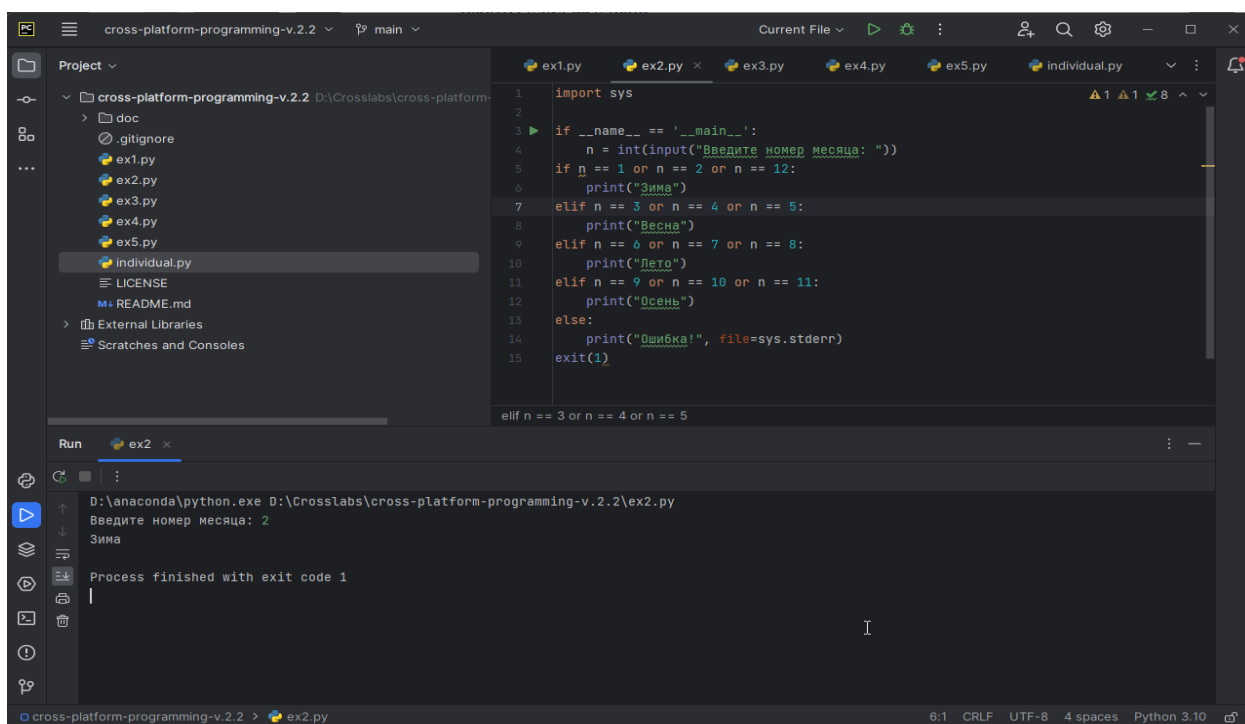 PC cross-platform-programming-v.2.2 main Current File
Project
cross-platform-programming-v.2.2 D:\Crosslabs\cross-platform-
doc
.gitignore
ex1.py
ex2.py
ex3.py
ex4.py
ex5.py
individual.py
LICENSE
M↓ README.md
External Libraries
Scratches and Consoles
ex1.py ex2.py ex3.py ex4.py ex5.py individual.py
1 import sys 1 1 8
2
3 if __name__ == '__main__':
4 n = int(input("Введите номер месяца: "))
5 if n == 1 or n == 2 or n == 12:
6 print("Зима")
7 elif n == 3 or n == 4 or n == 5:
8 print("Весна")
9 elif n == 6 or n == 7 or n == 8:
10 print("Лето")
11 elif n == 9 or n == 10 or n == 11:
12 print("Осень")
13 else:
14 print("Ошибка!", file=sys.stderr)
15 exit(1)
elif n == 3 or n == 4 or n == 5
Run ex2
D:\anaconda\python.exe D:\Crosslabs\cross-platform-programming-v.2.2\ex2.py
Введите номер месяца: 2
Зима
Process finished with exit code 1
cross-platform-programming-v.2.2 > ex2.py 6:1 CRLF UTF-8 4 spaces Python 3.10